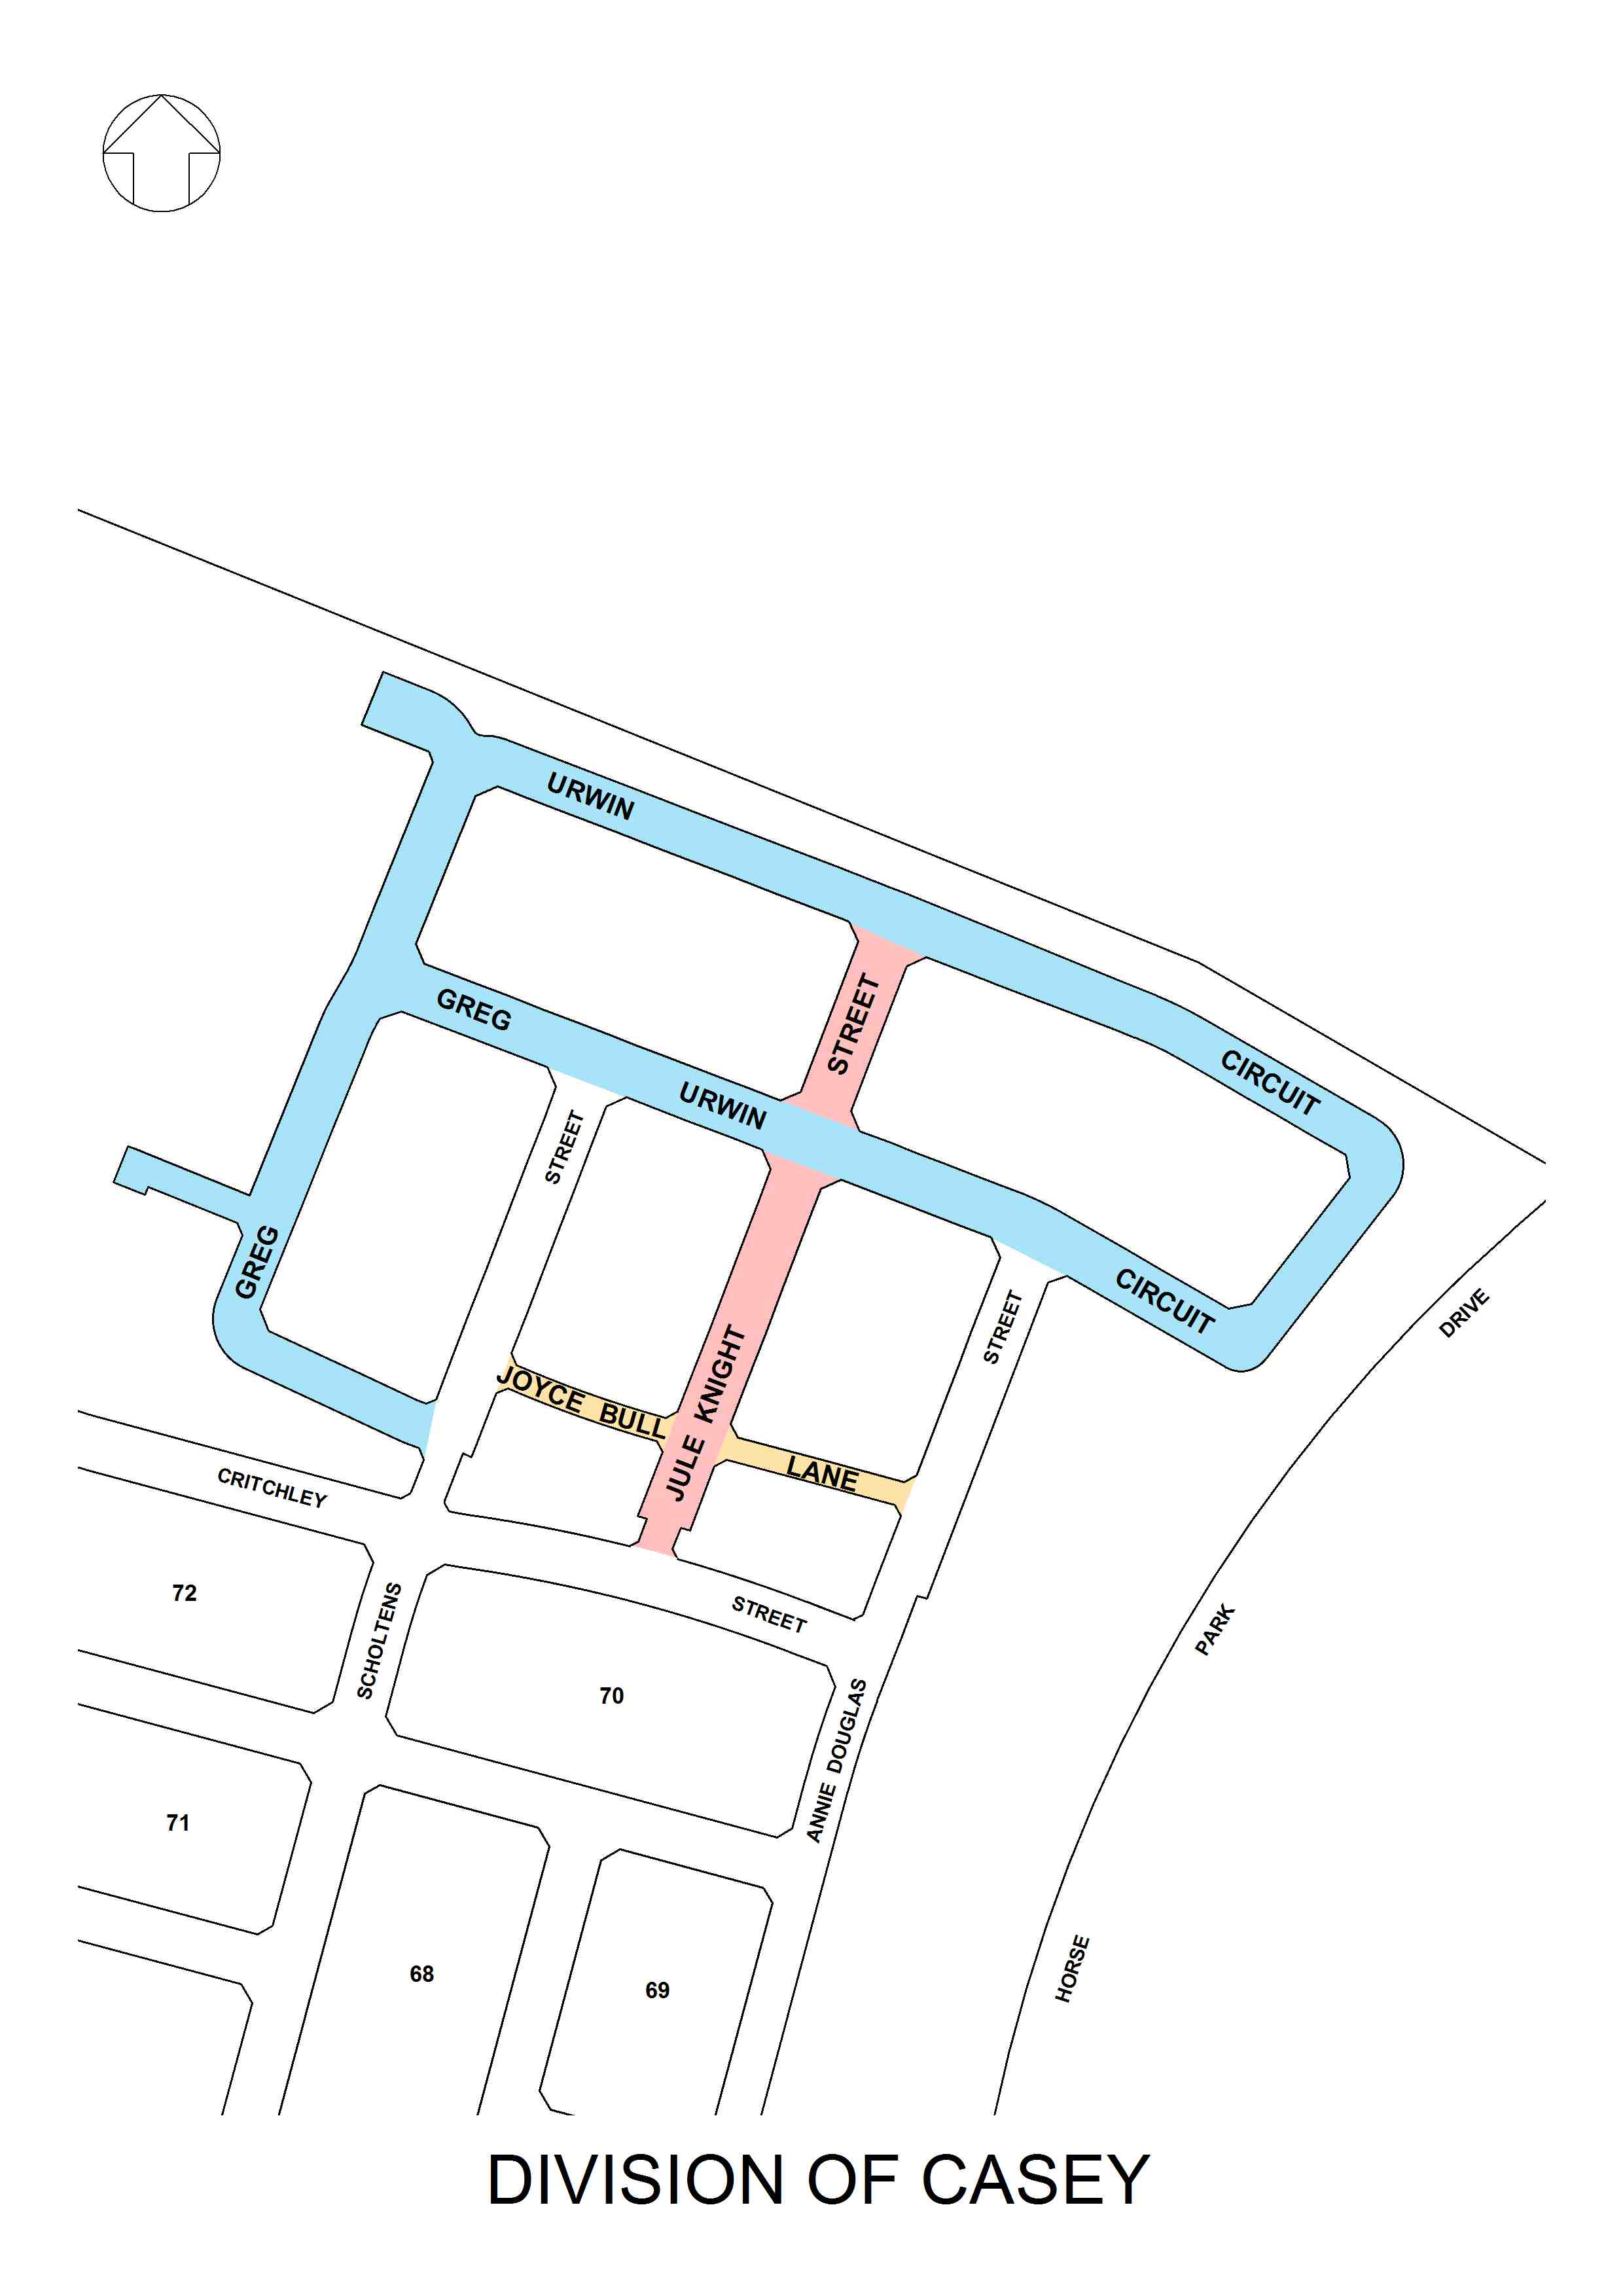 URWIN
STREET
CIRCUIT
GREG
URWIN
CIRCUIT
STREET
GREG
STREET
DRIVE
JOYCE BULL
LANE
JULE KNIGHT
CRITCHLEY
STREET
72
SCHOLTENS
70
PARK
ANNIE DOUGLAS
71
68
69
HORSE
DIVISION OF CASEY